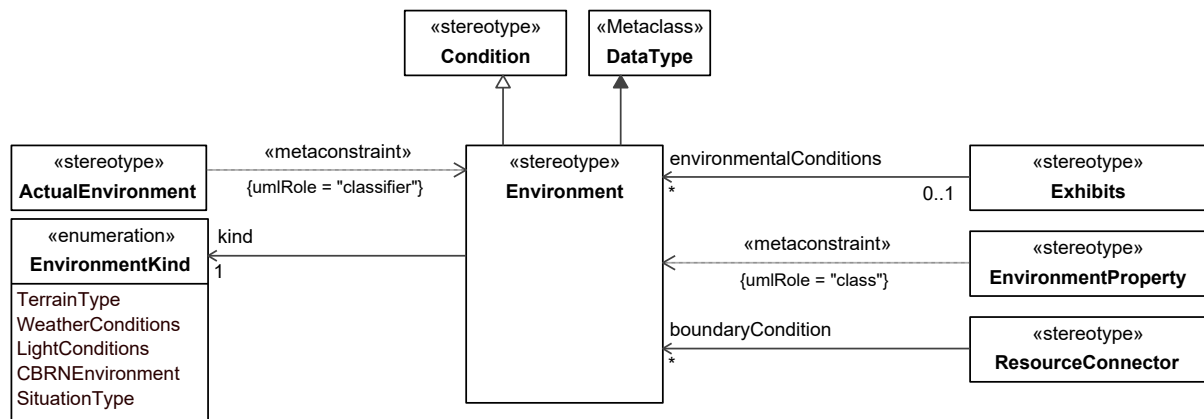 «stereotype»
Condition
«Metaclass»
DataType
«stereotype»
ActualEnvironment
«metaconstraint»
{umlRole = "classifier"}
«stereotype»
Environment
environmentalConditions
*
0..1
«stereotype»
Exhibits
«enumeration»
EnvironmentKind
TerrainType
WeatherConditions
LightConditions
CBRNEnvironment
SituationType
kind
1
«metaconstraint»
{umlRole = "class"}
«stereotype»
EnvironmentProperty
boundaryCondition
*
«stereotype»
ResourceConnector